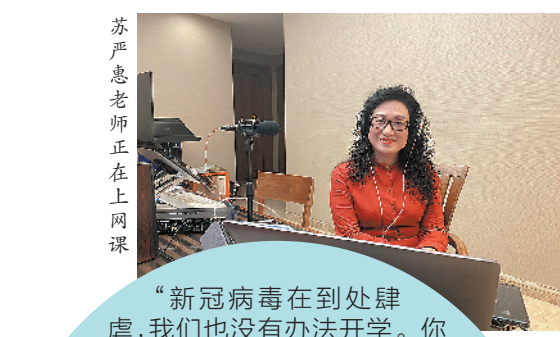 苏严惠老师正在上网课
“新冠病毒在到处肆
虐，我们也没有办法开学。你